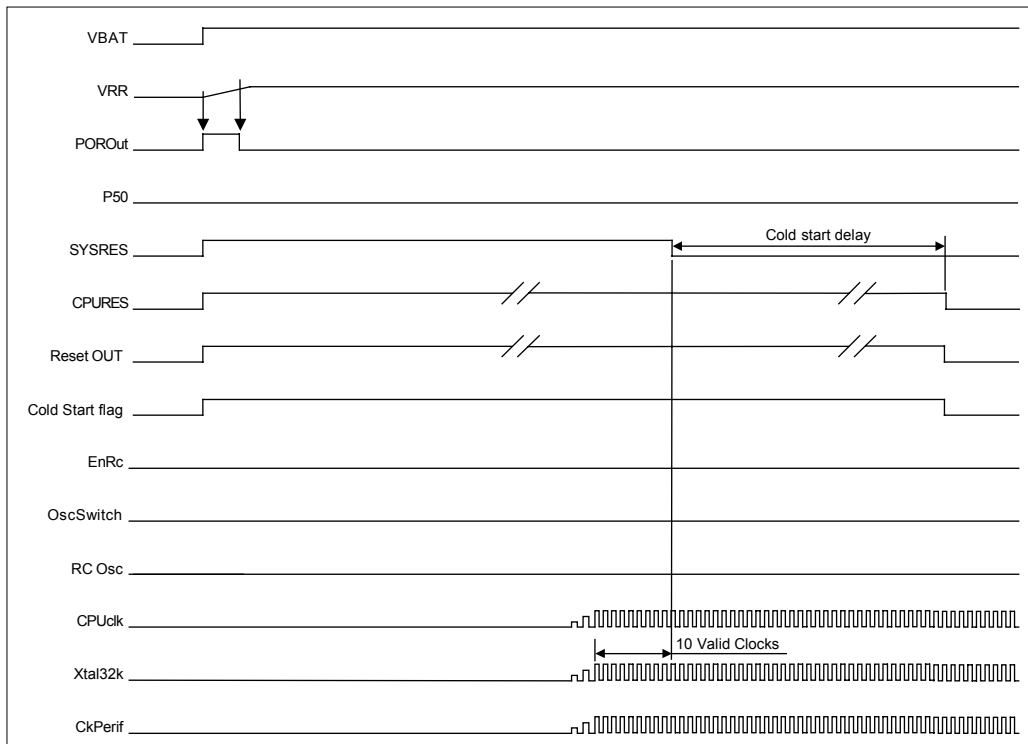 VBAT
VRR
POROut
P50
SYSRES
Cold start delay
CPURES
Reset OUT
Cold Start flag
EnRc
OscSwitch
RC Osc
CPUclk
10 Valid Clocks
Xtal32k
CkPerif